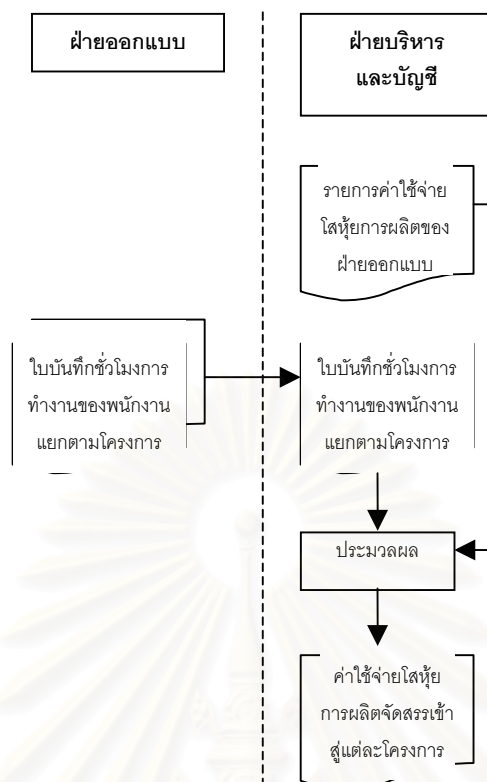 ฝ่ายออกแบบ
ฝ่ายบริหาร
และบัญชี
รายการค่าใช้จ่าย
โสหุ้ยการผลิตของ
ฝ่ายออกแบบ
ใบบันทึกชั่วโมงการ
ทำงานของพนักงาน
แยกตามโครงการ
ใบบันทึกชั่วโมงการ
ทำงานของพนักงาน
แยกตามโครงการ
ประมวลผล
ค่าใช้จ่ายโสหุ้ย
การผลิตจัดสรรเข้า
สู่แต่ละโครงการ